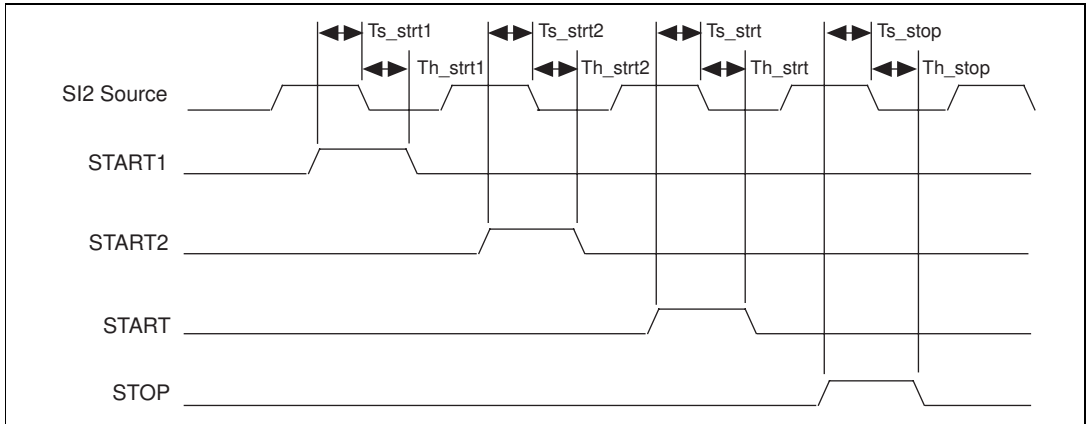 Ts_strt1 Ts_strt2 Ts_strt Ts_stop
Th_strt1 Th_strt2 Th_strt Th_stop
SI2 Source
START1
START2
START
STOP